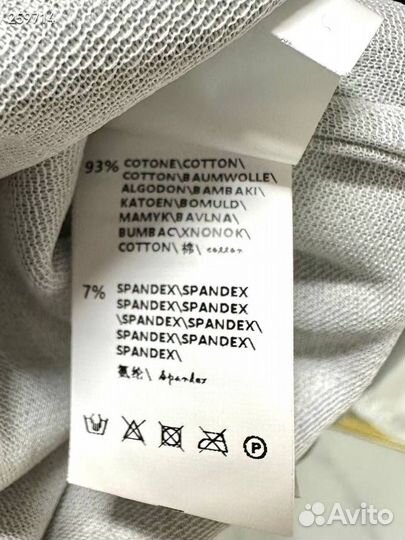 259714
93% COTONE\COTTON\
COTTON\BAUMWOLLE\
ALGODON\BAMBAKI\
KATOEN\BOMULD\
MAMYK\BAVLNA\
BUMBAC\XNONOK\
COTTON\棉\ cotton
7% SPANDEX\SPANDEX
SPANDEX\SPANDEX
\SPANDEX\SPANDEX\
SPANDEX\SPANDEX\
SPANDEX\
氨纶\ Spandex
P
Avito